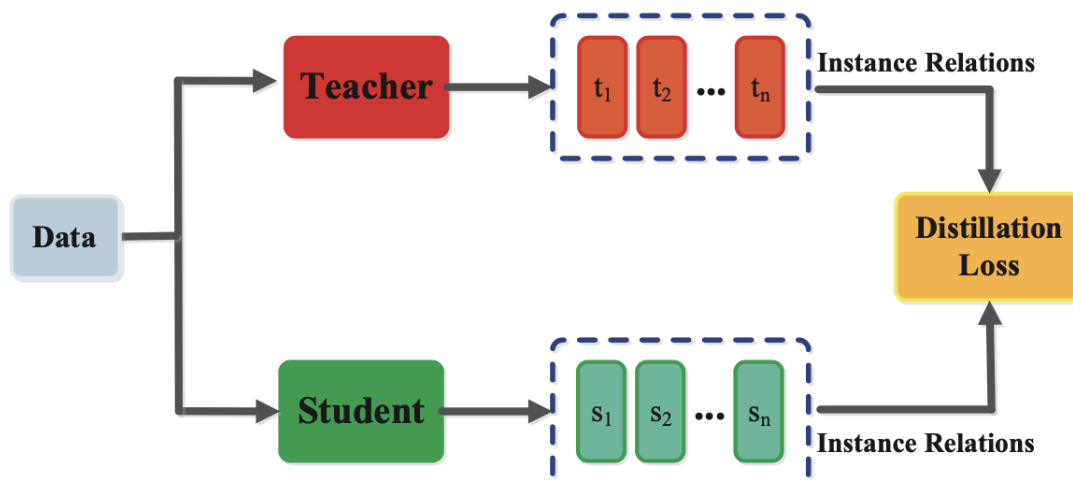 Instance Relations
Teacher
t₁ t₂ ... tₙ
Data
Distillation
Loss
Student
s₁ s₂ ... sₙ
Instance Relations